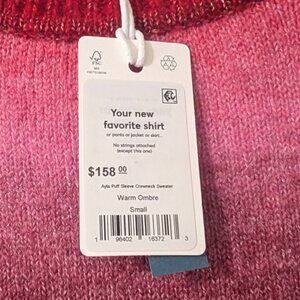 FSC
Your new
favorite shirt
or pants or jacket or skirt...
No strings attached
(except this one)
$158 00
Ayla Puff Sleeve Crewneck Sweater
Warm Ombre
Small
1 96402 16372 3